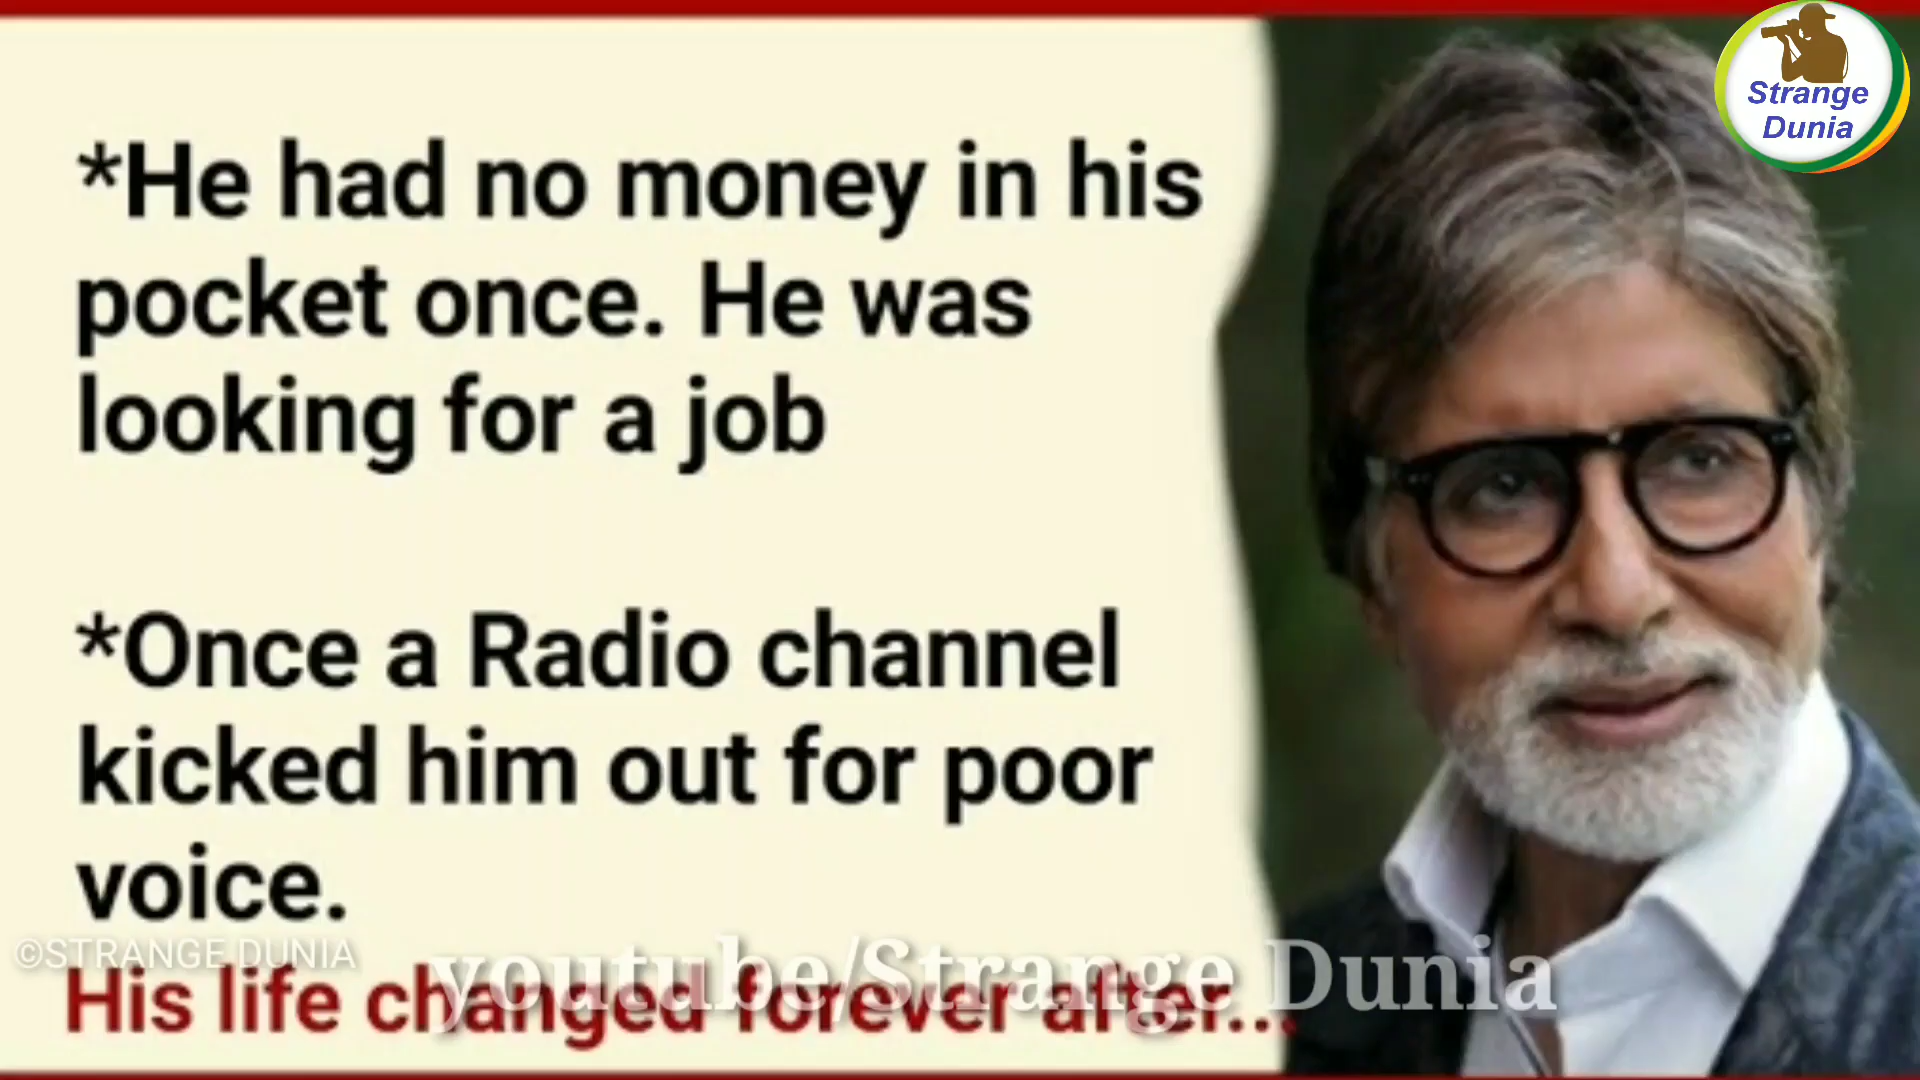 Strange
Dunia
*He had no money in his
pocket once. He was
looking for a job
*Once a Radio channel
kicked him out for poor
voice.
©STRANGE DUNIA
youtube/Strange Dunia
His life changed forever after...